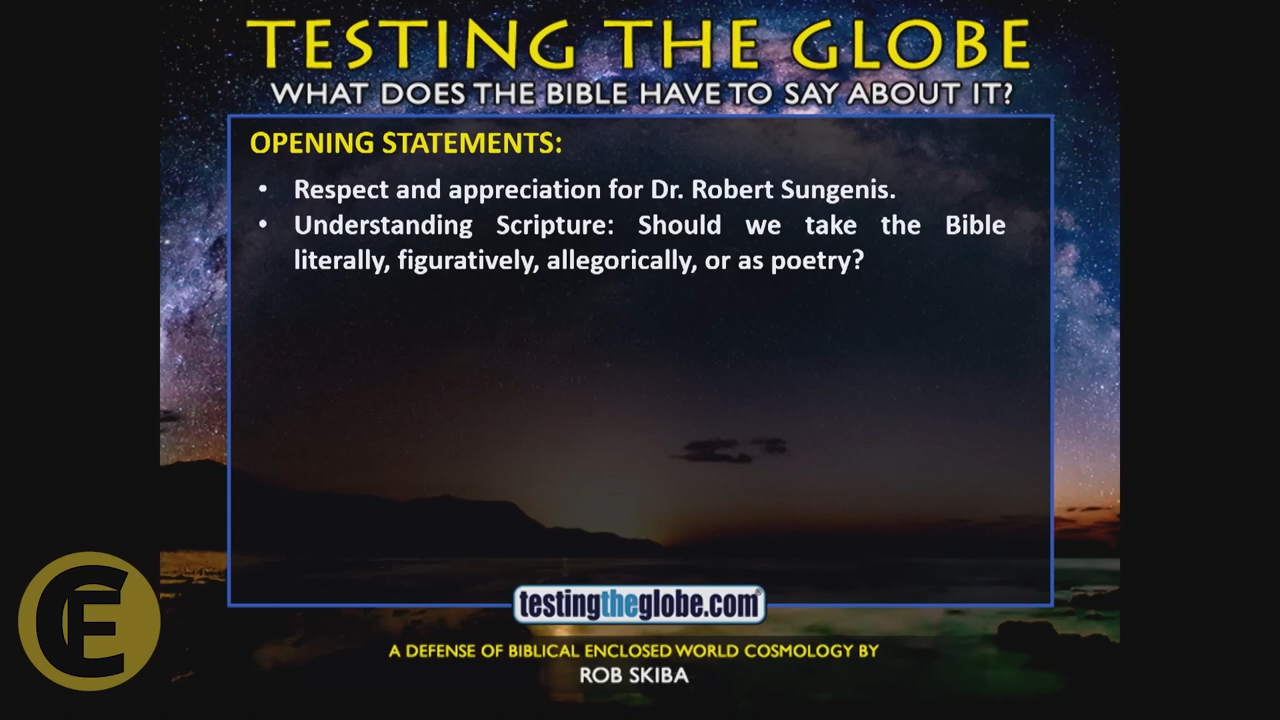 TESTING THE GLOBE
WHAT DOES THE BIBLE HAVE TO SAY ABOUT IT?
OPENING STATEMENTS:
• Respect and appreciation for Dr. Robert Sungenis.
• Understanding Scripture: Should we take the Bible
literally, figuratively, allegorically, or as poetry?
testingtheglobe.com®
A DEFENSE OF BIBLICAL ENCLOSED WORLD COSMOLOGY BY
ROB SKIBA